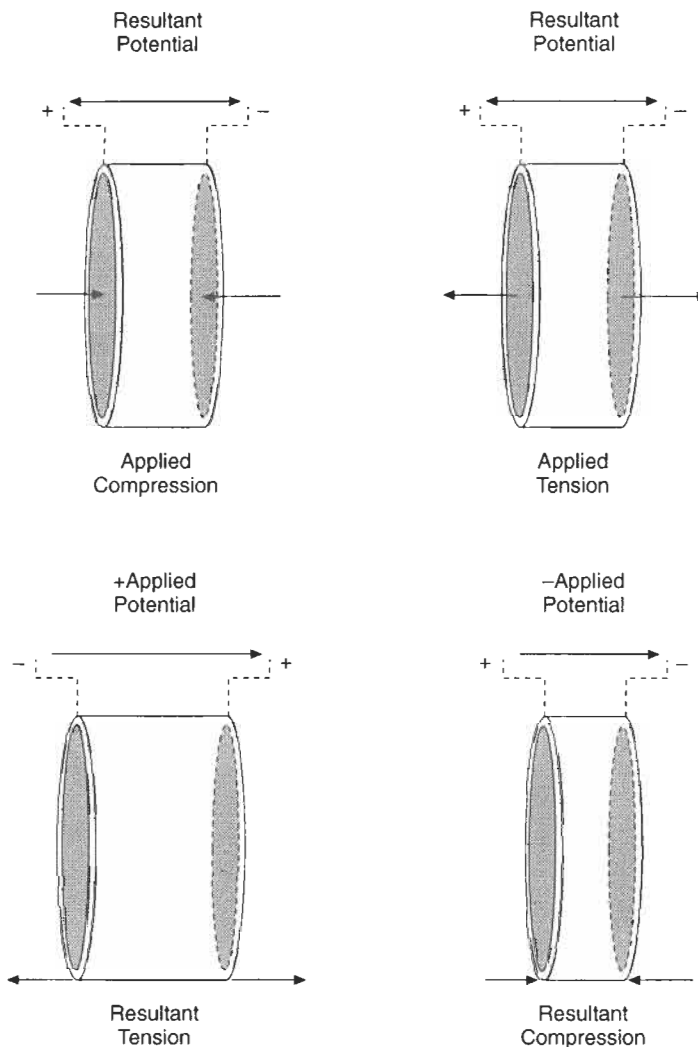 Resultant
Potential
+
−
Applied
Compression
Resultant
Potential
+
−
Applied
Tension
+Applied
Potential
−
+
Resultant
Tension
−Applied
Potential
+
−
Resultant
Compression